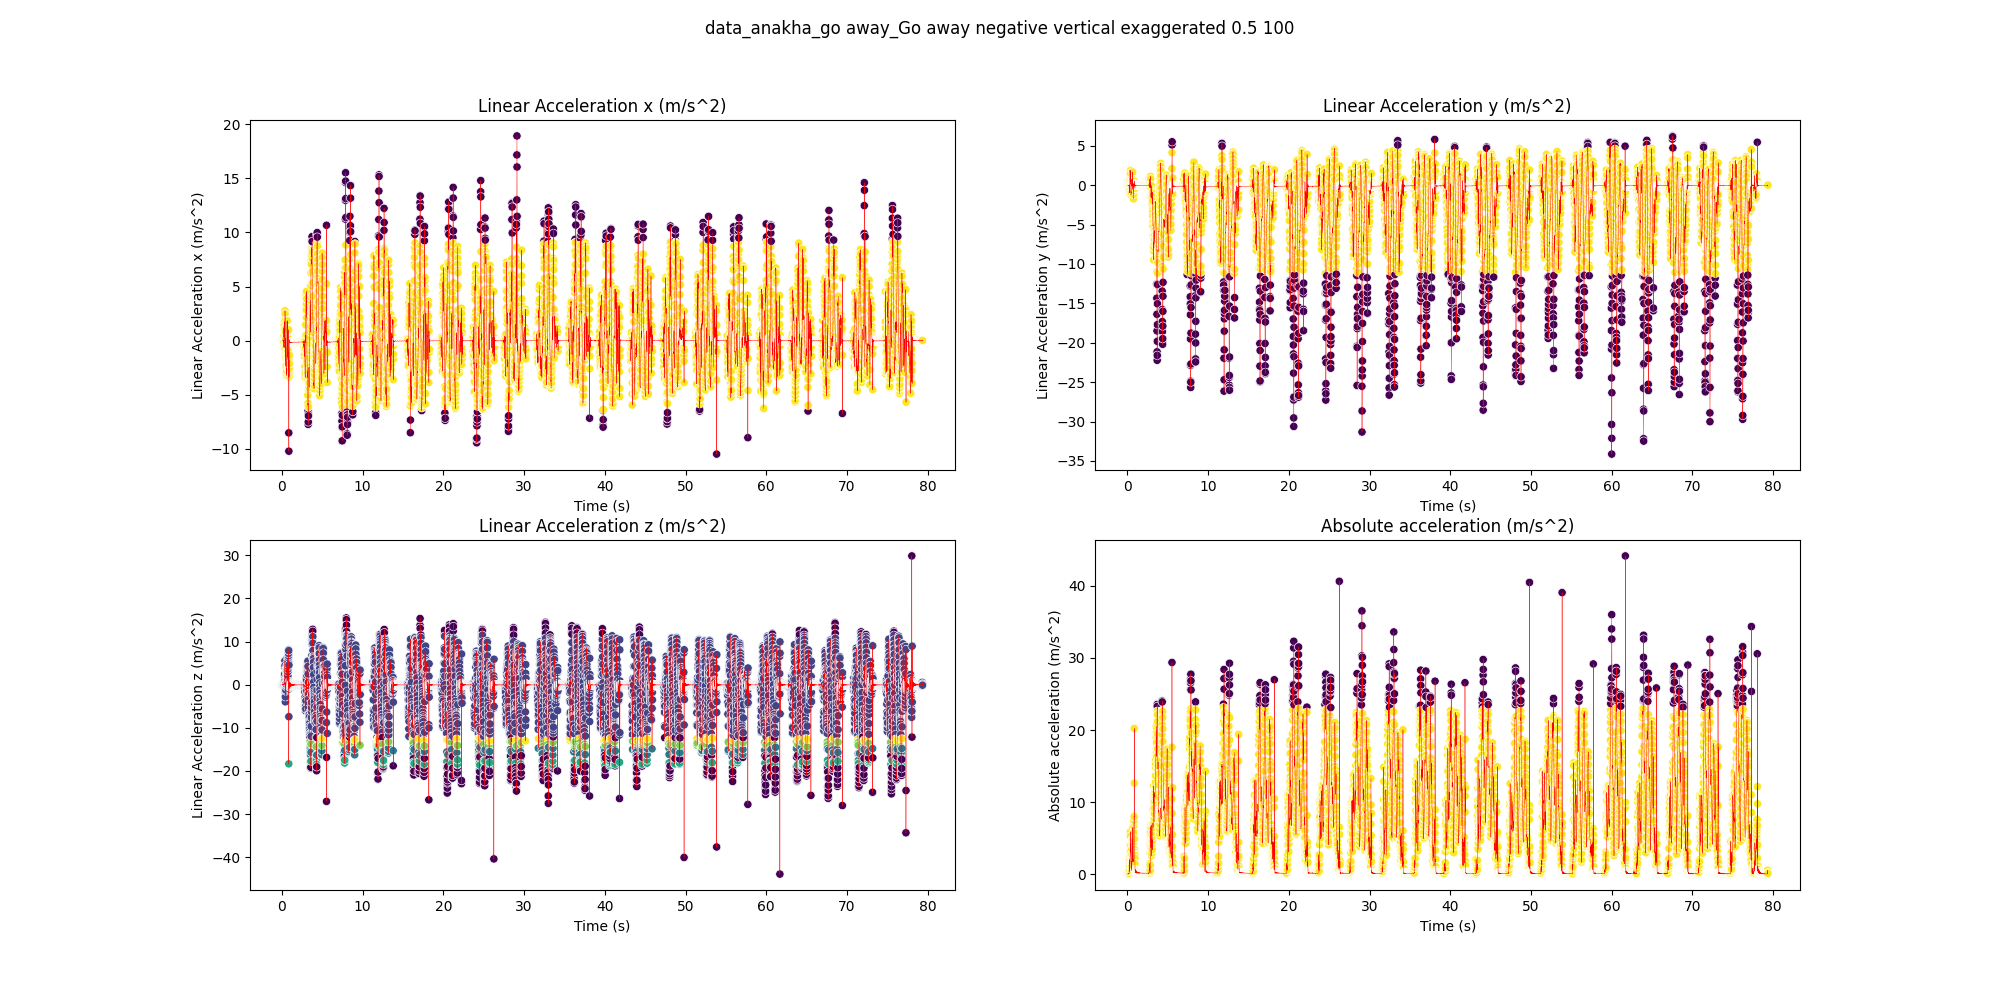 data_anakha_go away_Go away negative vertical exaggerated 0.5 100
Linear Acceleration x (m/s^2)
Linear Acceleration x (m/s^2)
20
15
10
5
0
−5
−10
0 10 20 30 40 50 60 70 80
Time (s)
Linear Acceleration y (m/s^2)
Linear Acceleration y (m/s^2)
5
0
−5
−10
−15
−20
−25
−30
−35
0 10 20 30 40 50 60 70 80
Time (s)
Linear Acceleration z (m/s^2)
Linear Acceleration z (m/s^2)
30
20
10
0
−10
−20
−30
−40
0 10 20 30 40 50 60 70 80
Time (s)
Absolute acceleration (m/s^2)
Absolute acceleration (m/s^2)
40
30
20
10
0
0 10 20 30 40 50 60 70 80
Time (s)